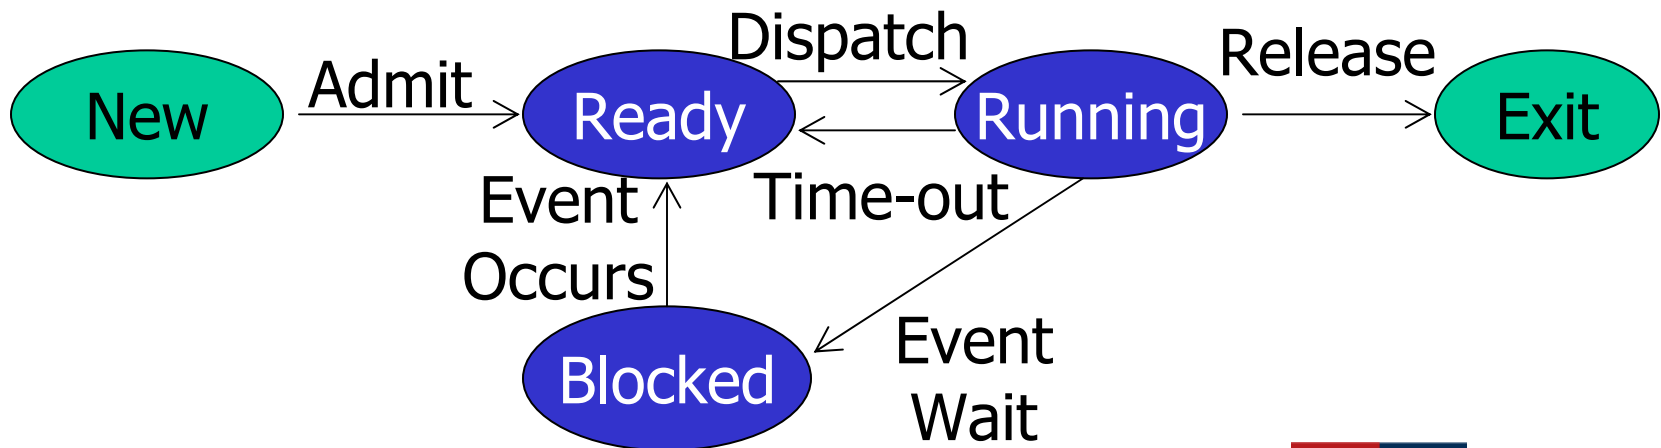 New
Admit
Ready
Dispatch
Running
Release
Exit
Time-out
Event
Occurs
Blocked
Event
Wait